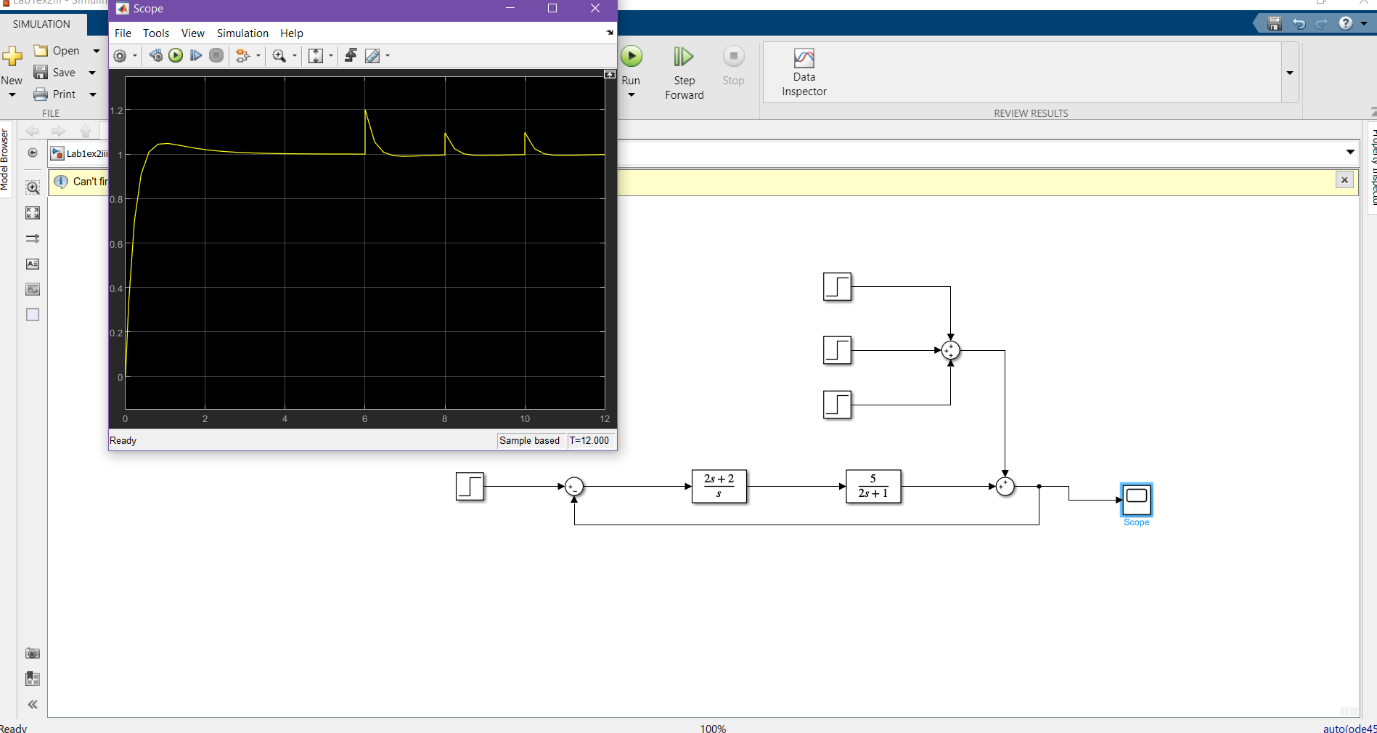 Lab1ex2iii - Simulin
Scope
SIMULATION
File Tools View Simulation Help
New
Open
Save
Print
FILE
Run
Step
Forward
Stop
Data
Inspector
REVIEW RESULTS
Model Browser
Property Inspector
Lab1ex2iii
Can't fin
1.2
1
0.8
0.6
0.4
0.2
0
0 2 4 6 8 10 12
Ready
Sample based T=12.000
2s + 2
s
5
2s + 1
Scope
Ready
100%
auto(ode45